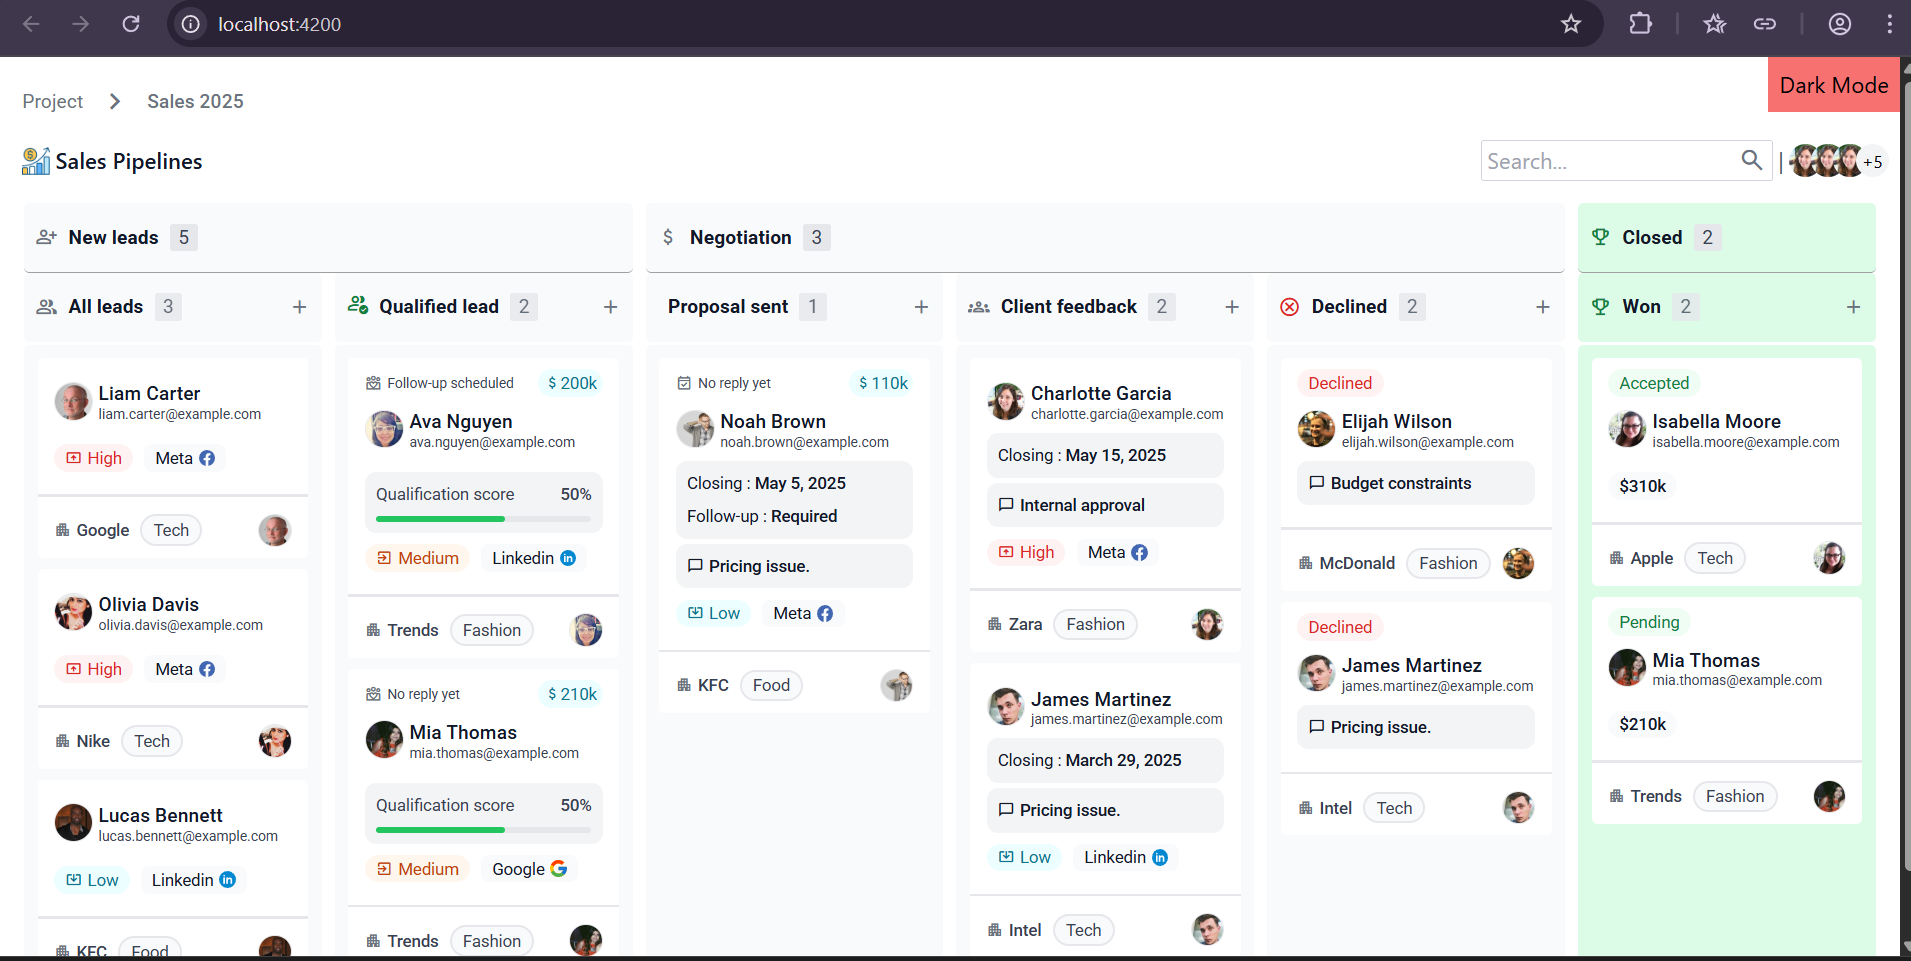 localhost:4200
Dark Mode
Project > Sales 2025
Sales Pipelines
Search...
| +5
New leads 5
Negotiation 3
Closed 2
All leads 3 +
Qualified lead 2 +
Proposal sent 1 +
Client feedback 2 +
Declined 2 +
Won 2 +
Liam Carter
liam.carter@example.com
High Meta
Google Tech
Olivia Davis
olivia.davis@example.com
High Meta
Nike Tech
Lucas Bennett
lucas.bennett@example.com
Low Linkedin
KFC Food
Follow-up scheduled $ 200k
Ava Nguyen
ava.nguyen@example.com
Qualification score 50%
Medium Linkedin
Trends Fashion
No reply yet $ 210k
Mia Thomas
mia.thomas@example.com
Qualification score 50%
Medium Google
Trends Fashion
No reply yet $ 110k
Noah Brown
noah.brown@example.com
Closing : May 5, 2025
Follow-up : Required
Pricing issue.
Low Meta
KFC Food
Charlotte Garcia
charlotte.garcia@example.com
Closing : May 15, 2025
Internal approval
High Meta
Zara Fashion
James Martinez
james.martinez@example.com
Closing : March 29, 2025
Pricing issue.
Low Linkedin
Intel Tech
Declined
Elijah Wilson
elijah.wilson@example.com
Budget constraints
McDonald Fashion
Declined
James Martinez
james.martinez@example.com
Pricing issue.
Intel Tech
Accepted
Isabella Moore
isabella.moore@example.com
$310k
Apple Tech
Pending
Mia Thomas
mia.thomas@example.com
$210k
Trends Fashion